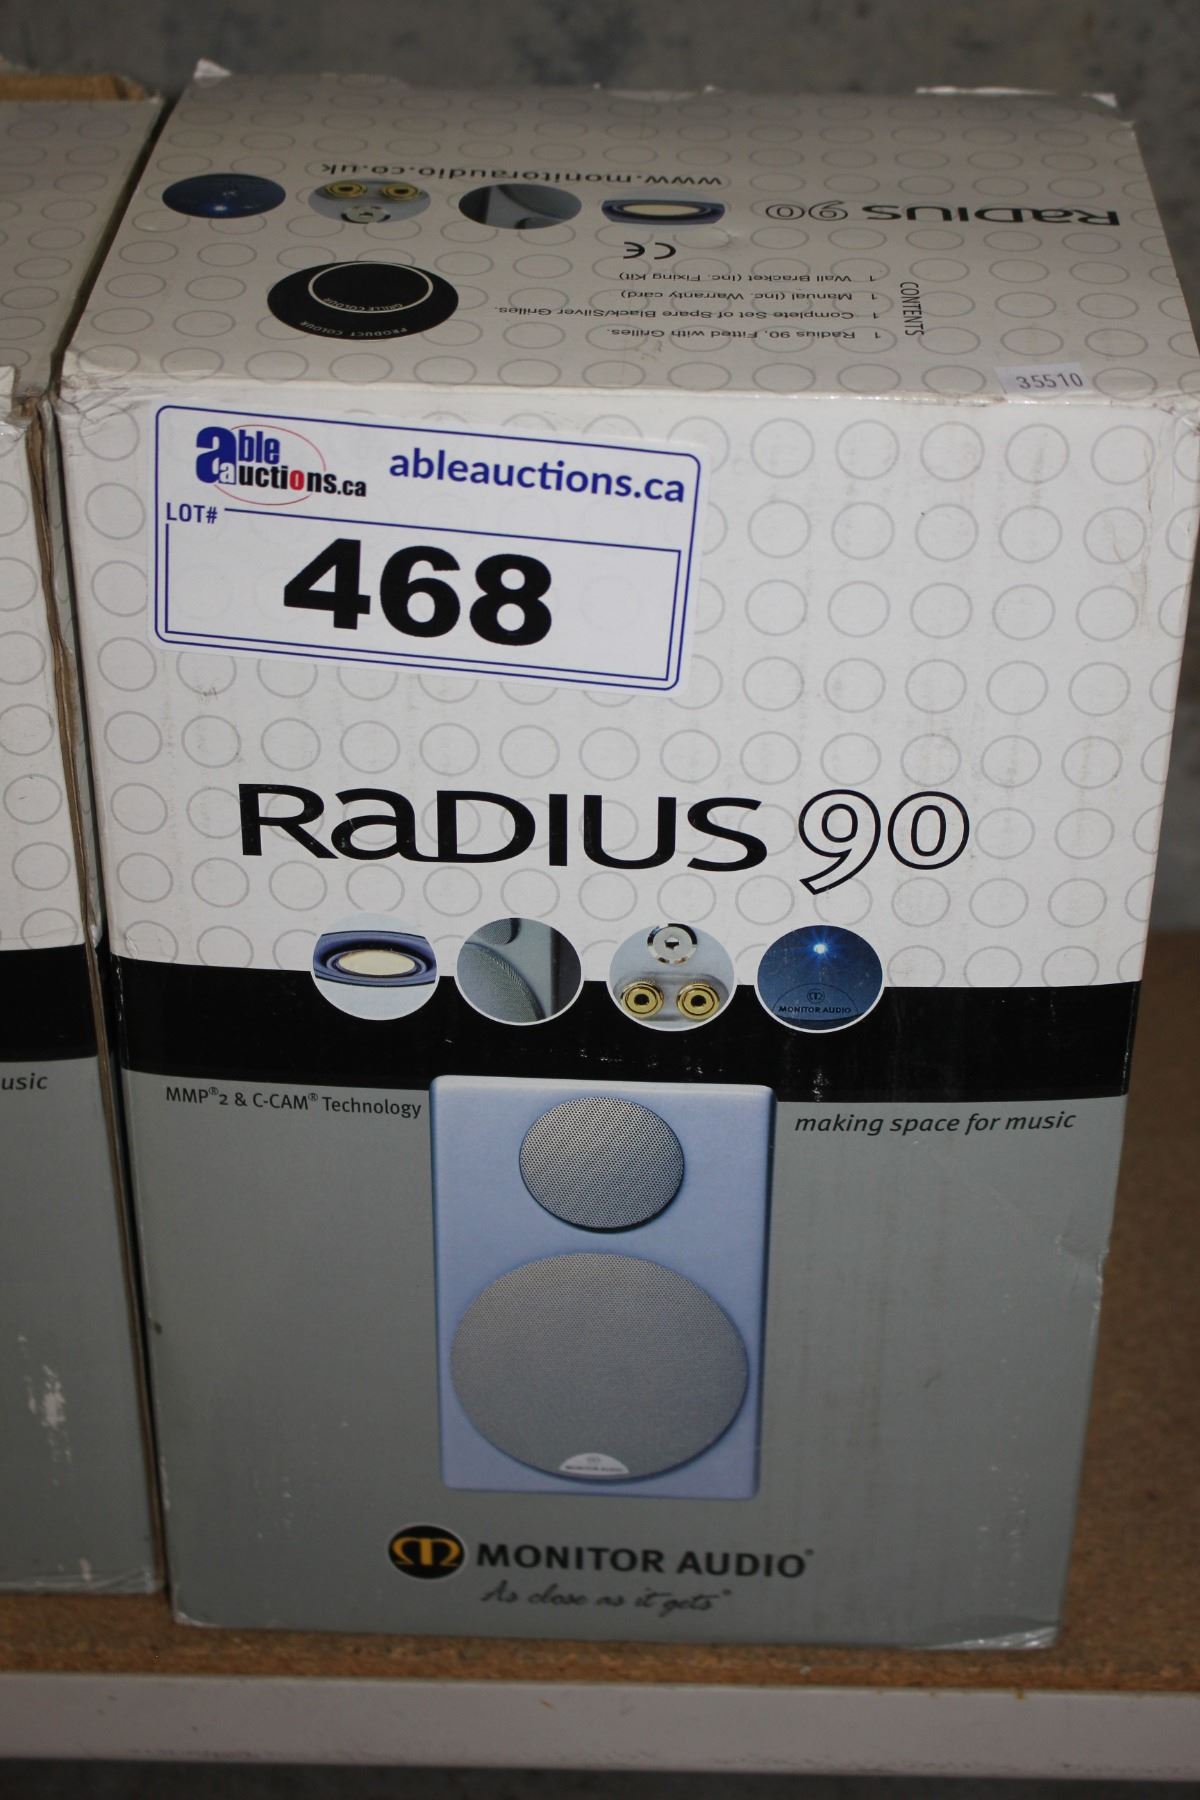 www.monitoraudio.co.uk
RaDIUS 90
CE
CONTENTS
1 Radius 90, Fitted with Grilles.
1 Complete Set of Spare Black/Silver Grilles.
1 Manual (Inc. Warranty card)
1 Wall Bracket (Inc. Fixing Kit)
GRILLE COLOUR
PRODUCT COLOUR
35510
able auctions.ca
ableauctions.ca
LOT#
468
RaDIUS 90
MONITOR AUDIO
usic
MMP®2 & C-CAM® Technology
making space for music
MONITOR AUDIO
MONITOR AUDIO®
As close as it gets®